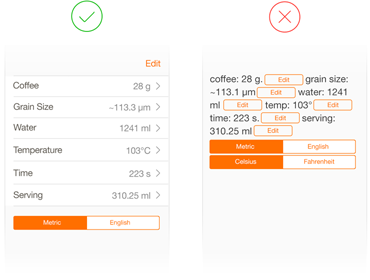 Edit
Coffee 28 g
Grain Size ~113.3 µm
Water 1241 ml
Temperature 103°C
Time 223 s
Serving 310.25 ml
Metric English
coffee: 28 g. Edit grain size:
~113.1 µm Edit water: 1241
ml Edit temp: 103° Edit
time: 223 s. Edit serving:
310.25 ml Edit
Metric English
Celsius Fahrenheit